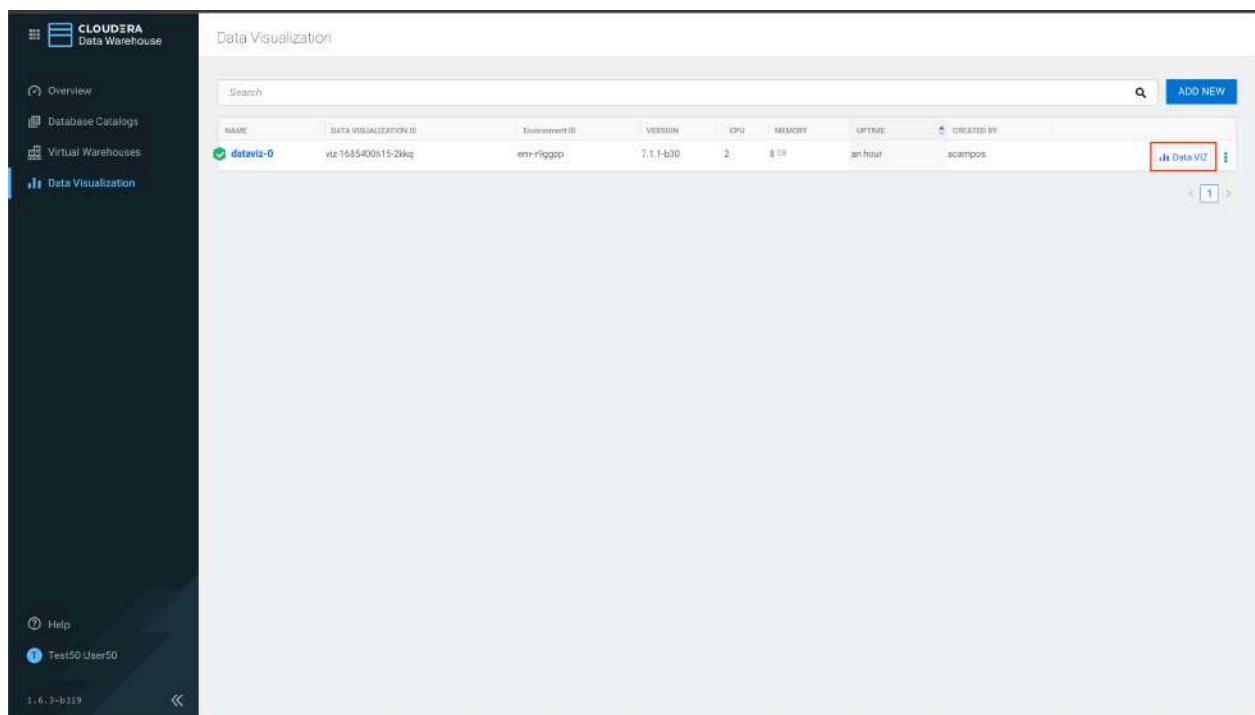 CLOUDERA
Data Warehouse
Data Visualization
Overview
Database Catalogs
Virtual Warehouses
Data Visualization
Search
ADD NEW
NAME DATA VISUALIZATION ID Environment ID VERSION CPU MEMORY UPTIME CREATED BY
dataviz-0 viz-1685400615-2kkq env-r9ggpp 7.1.1-b30 2 8 GB an hour acampos Data VIZ
< 1 >
Help
T Test50 User50
1.6.3-b319